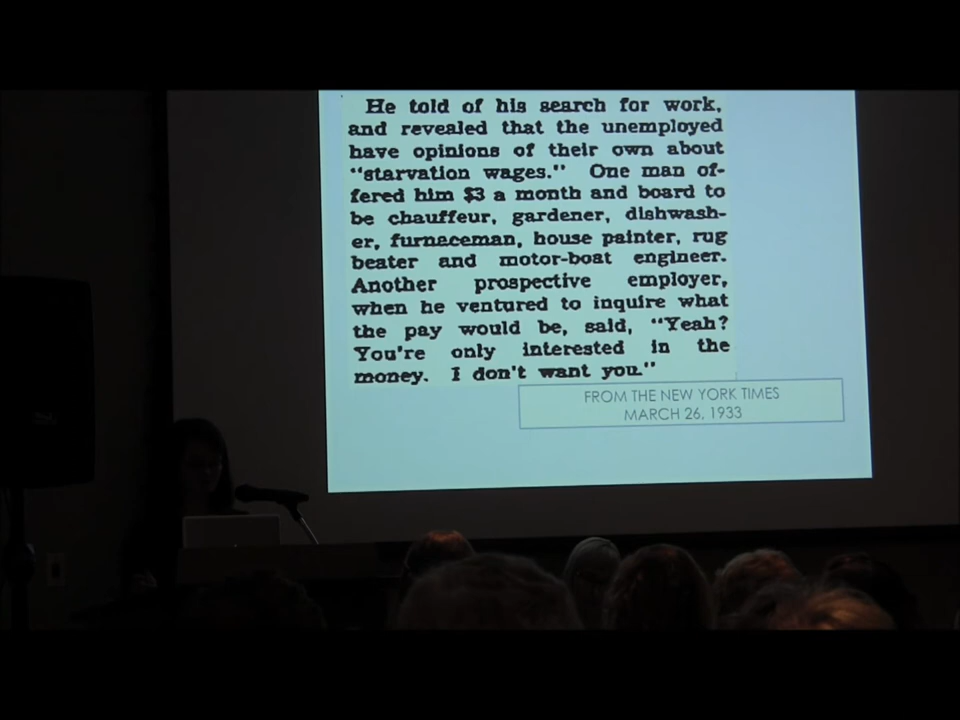 He told of his search for work,
and revealed that the unemployed
have opinions of their own about
"starvation wages." One man of-
fered him $3 a month and board to
be chauffeur, gardener, dishwash-
er, furnaceman, house painter, rug
beater and motor-boat engineer.
Another prospective employer,
when he ventured to inquire what
the pay would be, said, "Yeah?
You're only interested in the
money. I don't want you."
FROM THE NEW YORK TIMES
MARCH 26, 1933